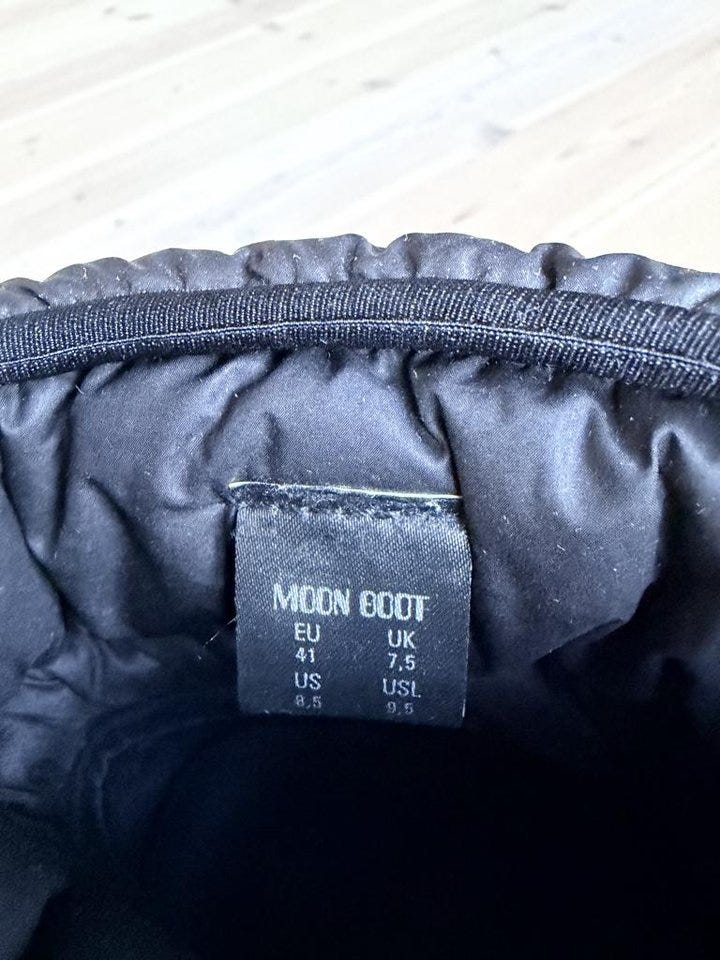 MOON BOOT
EU UK
41 7,5
US USL
8,5 9,5